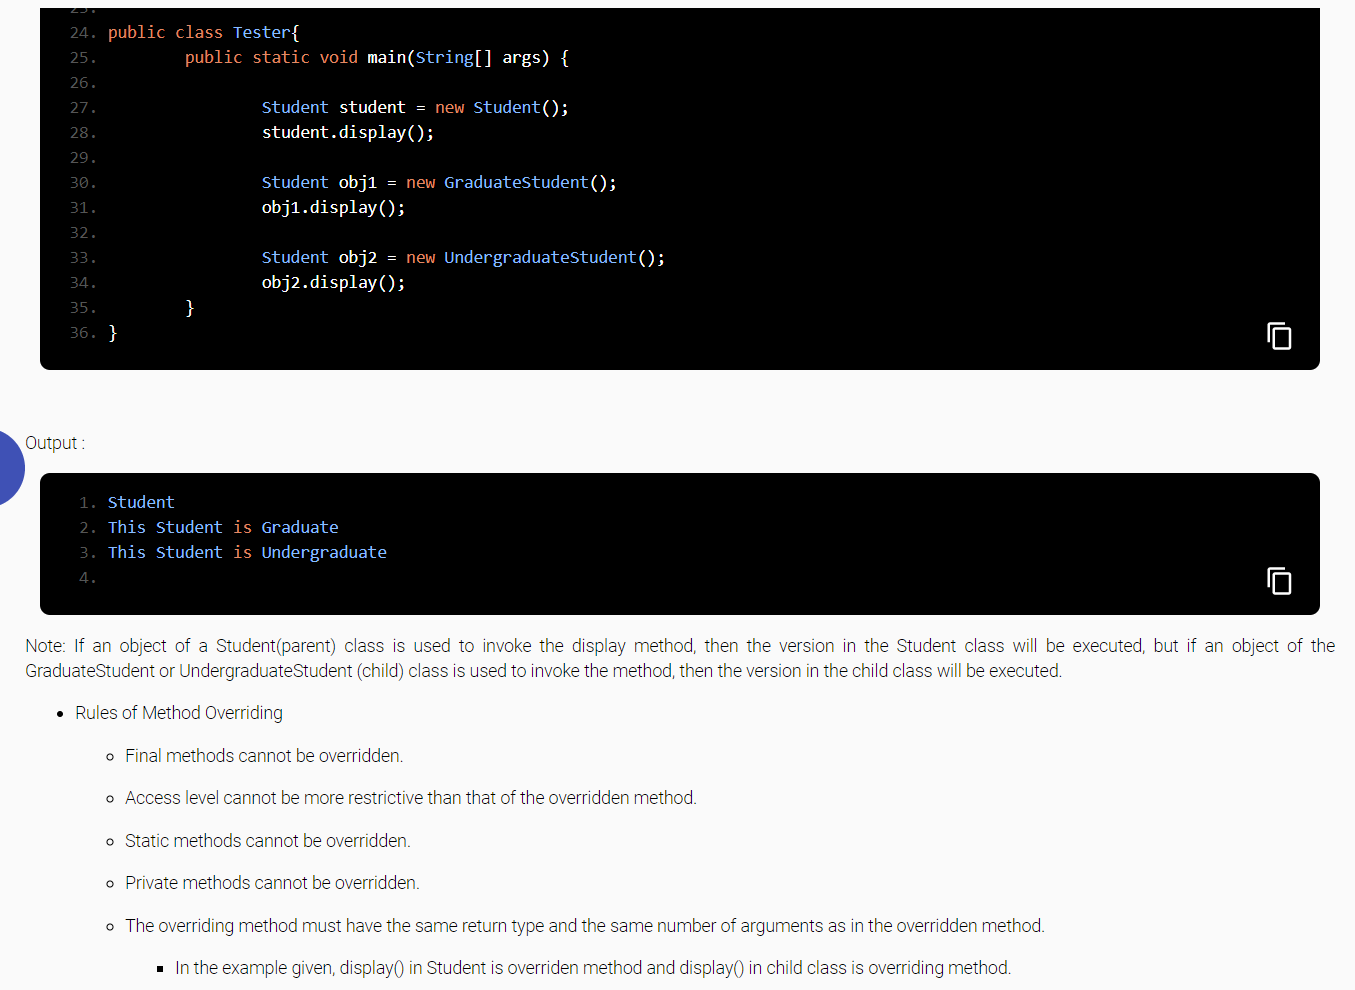 24. public class Tester{
25. public static void main(String[] args) {
26.
27. Student student = new Student();
28. student.display();
29.
30. Student obj1 = new GraduateStudent();
31. obj1.display();
32.
33. Student obj2 = new UndergraduateStudent();
34. obj2.display();
35. }
36. }
Output :
1. Student
2. This Student is Graduate
3. This Student is Undergraduate
4.
Note: If an object of a Student(parent) class is used to invoke the display method, then the version in the Student class will be executed, but if an object of the
GraduateStudent or UndergraduateStudent (child) class is used to invoke the method, then the version in the child class will be executed.
Rules of Method Overriding
Final methods cannot be overridden.
Access level cannot be more restrictive than that of the overridden method.
Static methods cannot be overridden.
Private methods cannot be overridden.
The overriding method must have the same return type and the same number of arguments as in the overridden method.
In the example given, display() in Student is overriden method and display() in child class is overriding method.